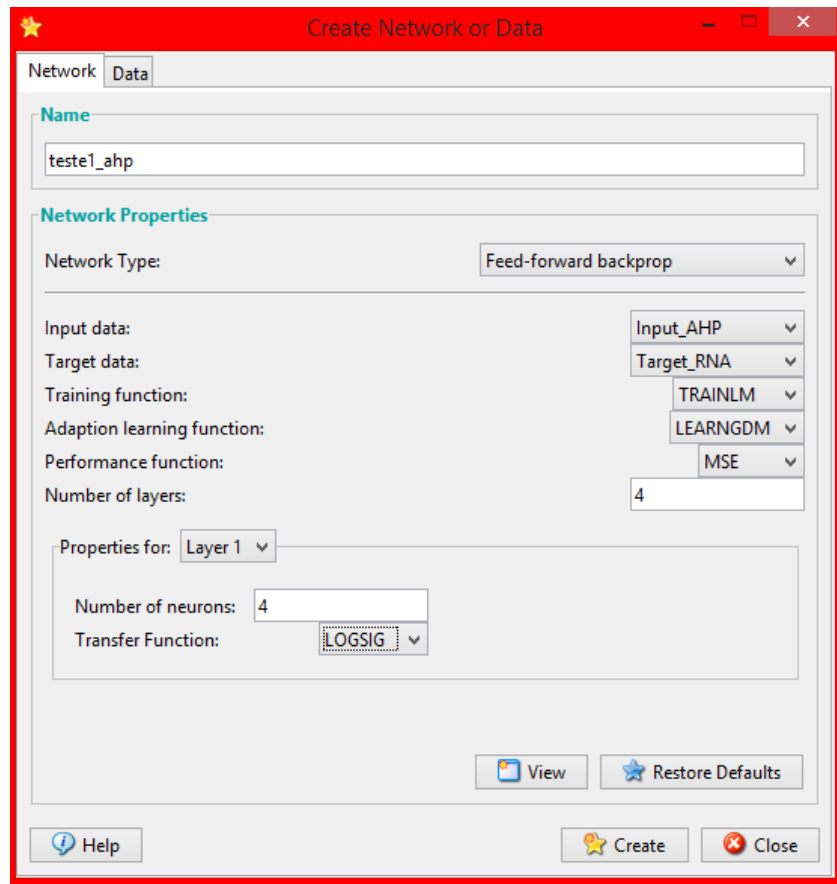 Create Network or Data
Network Data
Name
teste1_ahp
Network Properties
Network Type: Feed-forward backprop
Input data: Input_AHP
Target data: Target_RNA
Training function: TRAINLM
Adaption learning function: LEARNGDM
Performance function: MSE
Number of layers: 4
Properties for: Layer 1
Number of neurons: 4
Transfer Function: LOGSIG
View Restore Defaults
Help Create Close